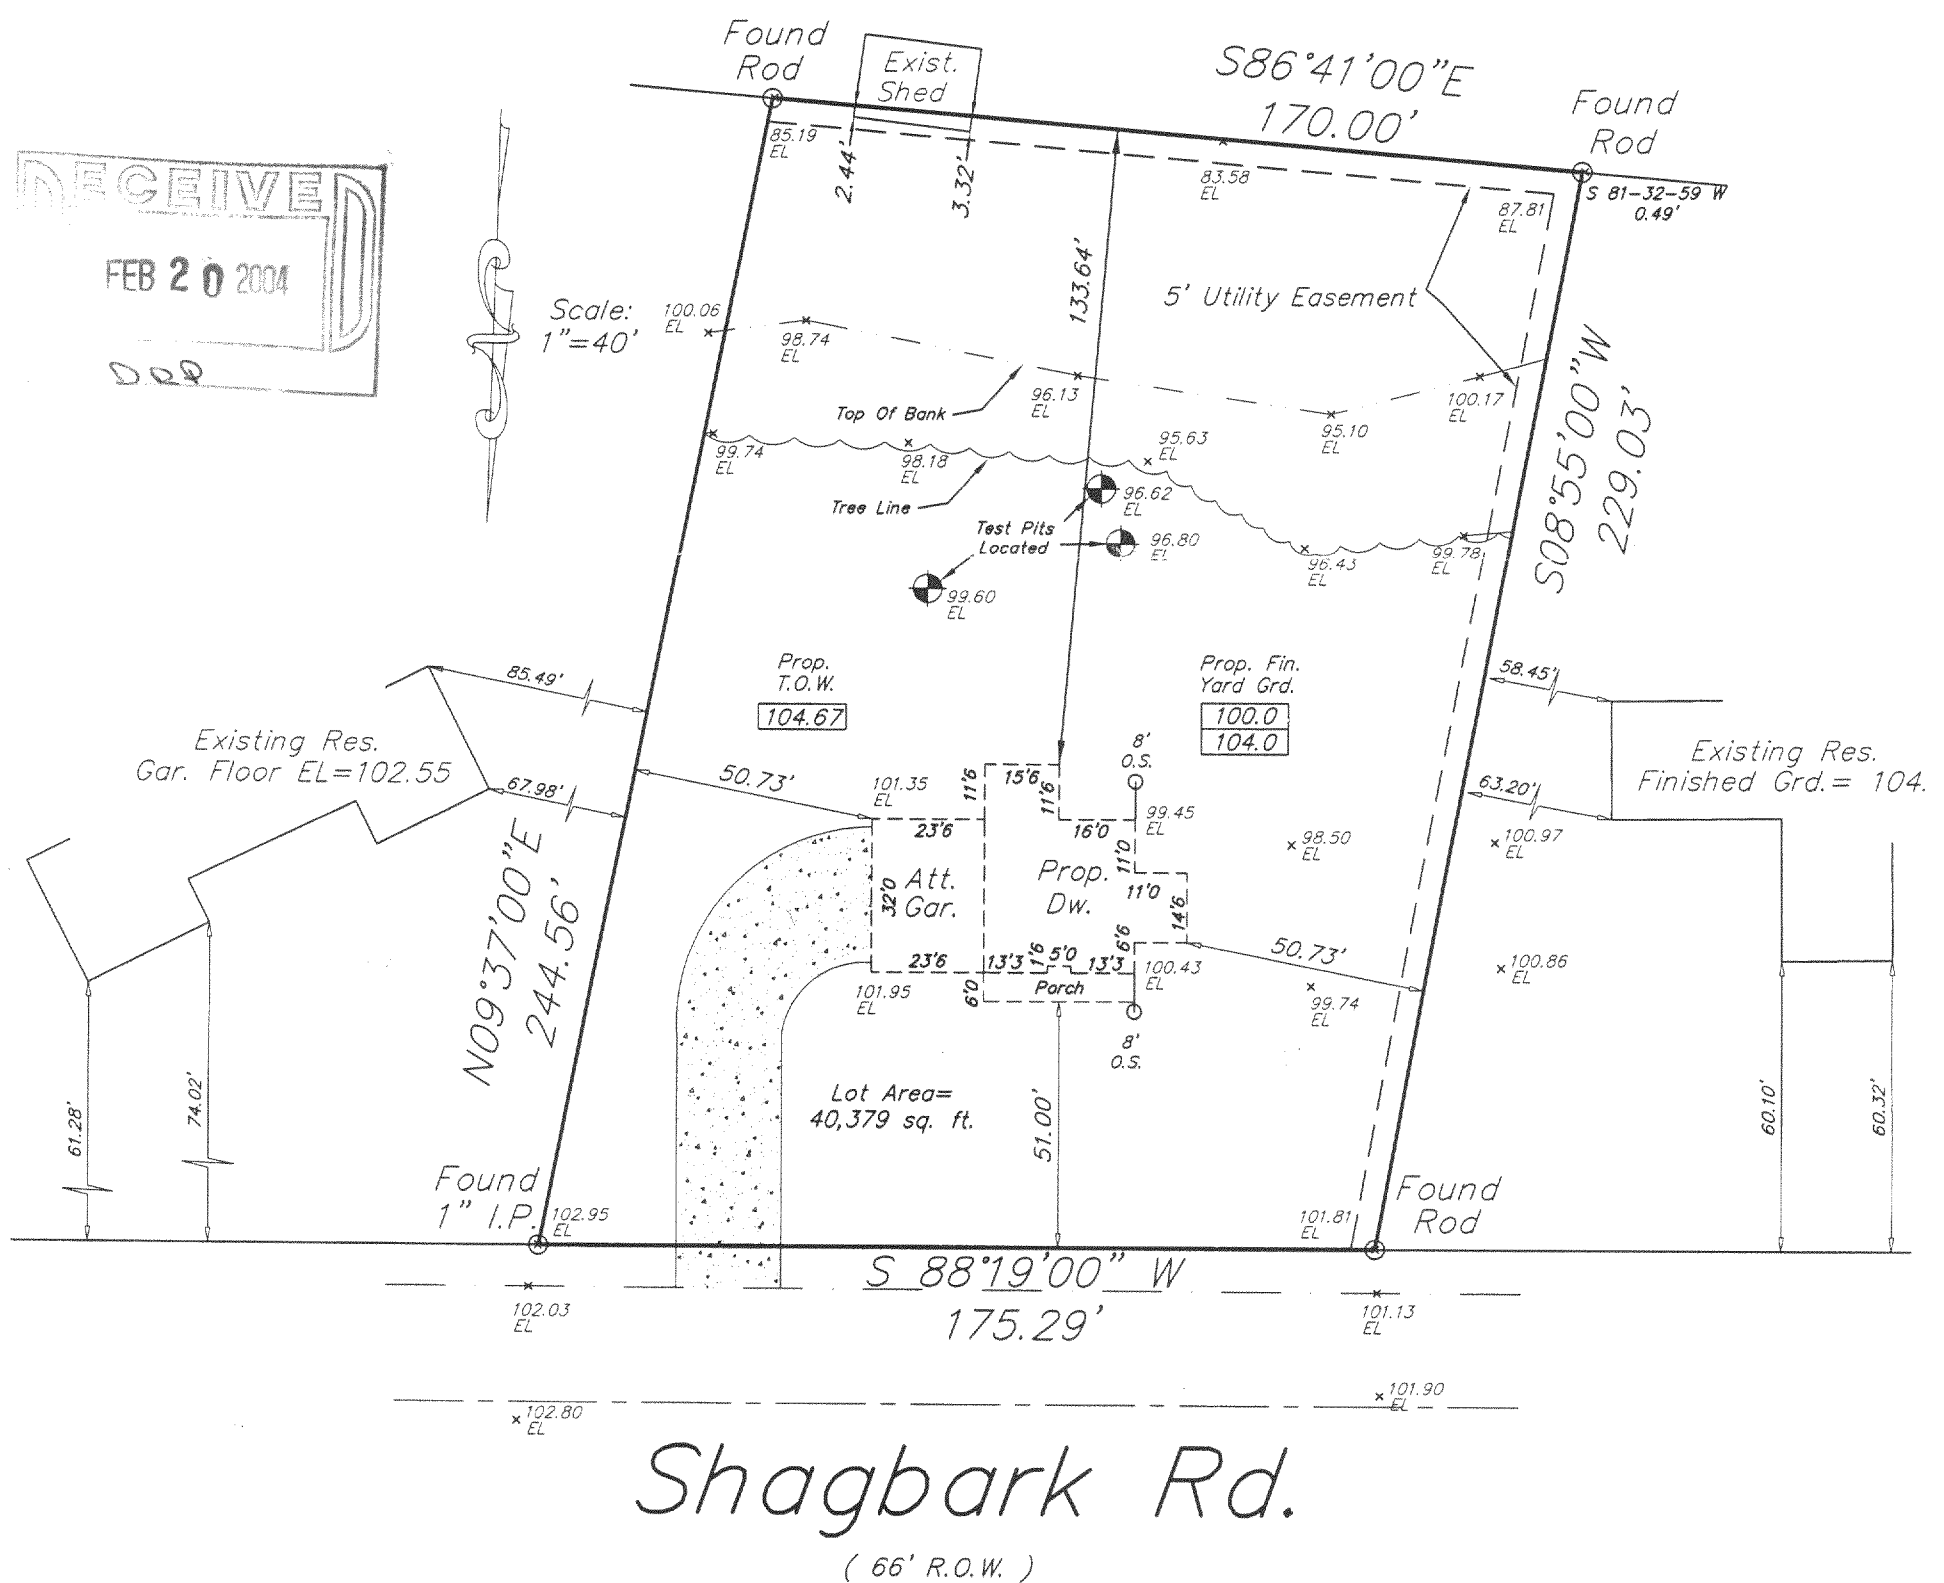 Found
Rod
Exist.
Shed
S86°41'00"E
170.00'
Found
Rod
RECEIVED
FEB 20 2004
85.19
EL
2.44'
3.32'
83.58
EL
87.81
EL
S 81-32-59 W
0.49'
133.64'
5' Utility Easement
Scale:
1"=40'
100.06
EL
98.74
EL
96.13
EL
Top Of Bank
95.10
EL
100.17
EL
S08°55'00"W
229.03'
99.74
EL
98.18
EL
95.63
EL
Tree Line
96.62
EL
Test Pits
Located
96.80
EL
96.43
EL
99.78
EL
99.60
EL
85.49'
Prop.
T.O.W.
104.67
Prop. Fin.
Yard Grd.
100.0
104.0
58.45'
Existing Res.
Gar. Floor EL=102.55
67.98'
50.73'
101.35
EL
11'6
15'6
11'6
8'
O.S.
63.20'
Existing Res.
Finished Grd.= 104.
23'6
16'0
99.45
EL
98.50
EL
100.97
EL
N09°37'00"E
244.56'
32'0
Att.
Gar.
Prop.
Dw.
11'0
11'0
14'6
6'6
50.73'
23'6
13'3
1'6
5'0
13'3
100.43
EL
100.86
EL
101.95
EL
6'0
Porch
99.74
EL
8'
O.S.
Lot Area=
40,379 sq. ft.
51.00'
61.28'
74.02'
60.10'
60.32'
Found
1" I.P.
102.95
EL
101.81
EL
Found
Rod
S 88°19'00" W
175.29'
102.03
EL
101.13
EL
102.80
EL
101.90
EL
Shagbark Rd.
( 66' R.O.W. )